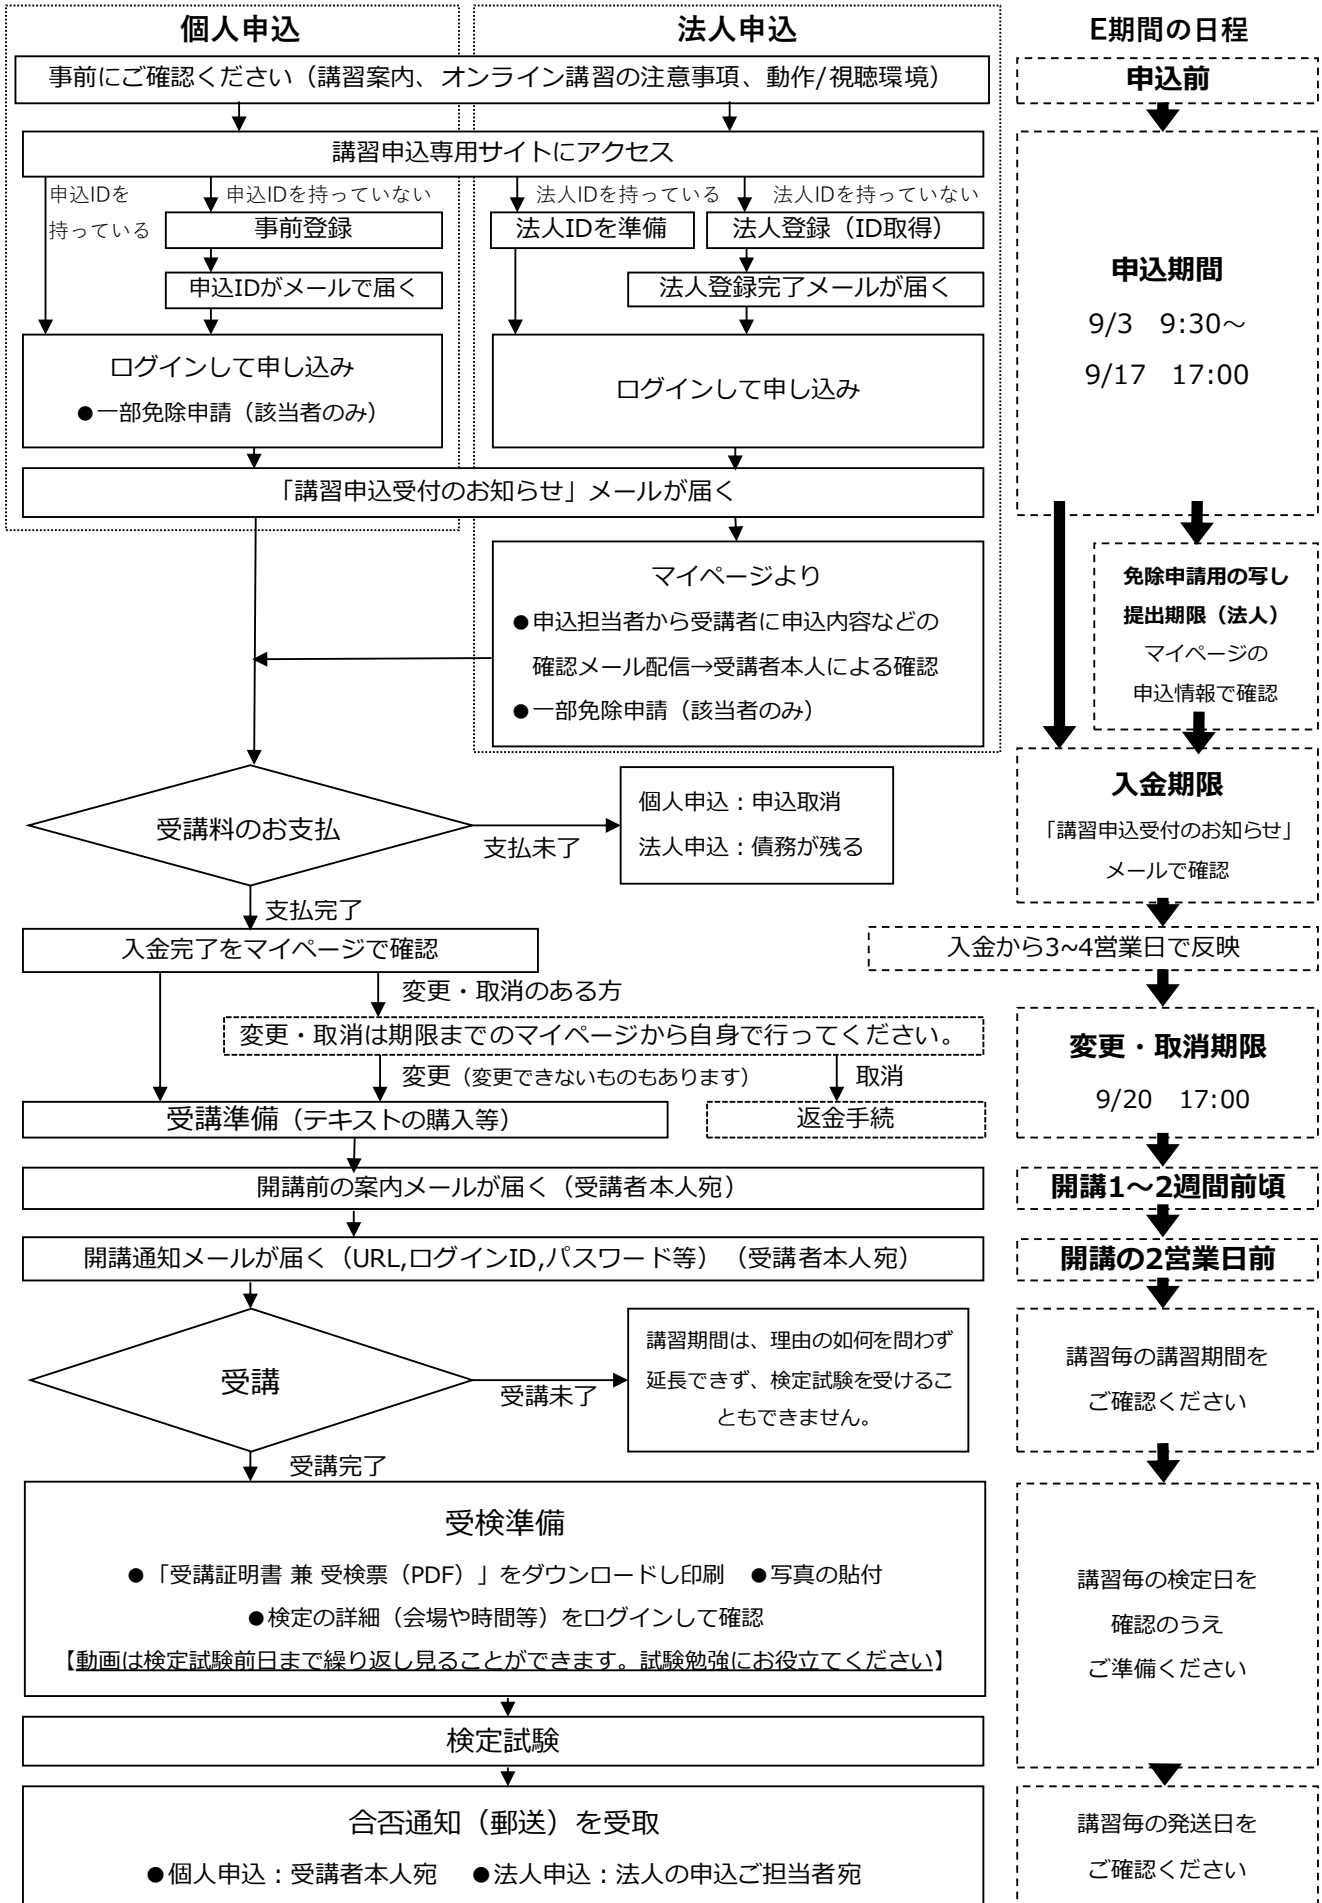 個人申込
法人申込
E期間の日程
事前にご確認ください（講習案内、オンライン講習の注意事項、動作/視聴環境）
申込前
講習申込専用サイトにアクセス
申込IDを
持っている
申込IDを持っていない
法人IDを持っている
法人IDを持っていない
事前登録
法人IDを準備
法人登録（ID取得）
申込IDがメールで届く
法人登録完了メールが届く
申込期間
9/3 9:30～
9/17 17:00
ログインして申し込み
●一部免除申請（該当者のみ）
ログインして申し込み
「講習申込受付のお知らせ」メールが届く
マイページより
●申込担当者から受講者に申込内容などの
確認メール配信→受講者本人による確認
●一部免除申請（該当者のみ）
免除申請用の写し
提出期限（法人）
マイページの
申込情報で確認
受講料のお支払
支払未了
個人申込：申込取消
法人申込：債務が残る
入金期限
「講習申込受付のお知らせ」
メールで確認
支払完了
入金完了をマイページで確認
入金から3~4営業日で反映
変更・取消のある方
変更・取消は期限までのマイページから自身で行ってください。
変更（変更できないものもあります）
取消
変更・取消期限
9/20 17:00
受講準備（テキストの購入等）
返金手続
開講前の案内メールが届く（受講者本人宛）
開講1～2週間前頃
開講通知メールが届く（URL,ログインID,パスワード等）（受講者本人宛）
開講の2営業日前
受講
受講未了
講習期間は、理由の如何を問わず
延長できず、検定試験を受けるこ
ともできません。
講習毎の講習期間を
ご確認ください
受講完了
受検準備
●「受講証明書 兼 受検票（PDF）」をダウンロードし印刷 ●写真の貼付
●検定の詳細（会場や時間等）をログインして確認
【動画は検定試験前日まで繰り返し見ることができます。試験勉強にお役立てください】
講習毎の検定日を
確認のうえ
ご準備ください
検定試験
合否通知（郵送）を受取
●個人申込：受講者本人宛 ●法人申込：法人の申込ご担当者宛
講習毎の発送日を
ご確認ください